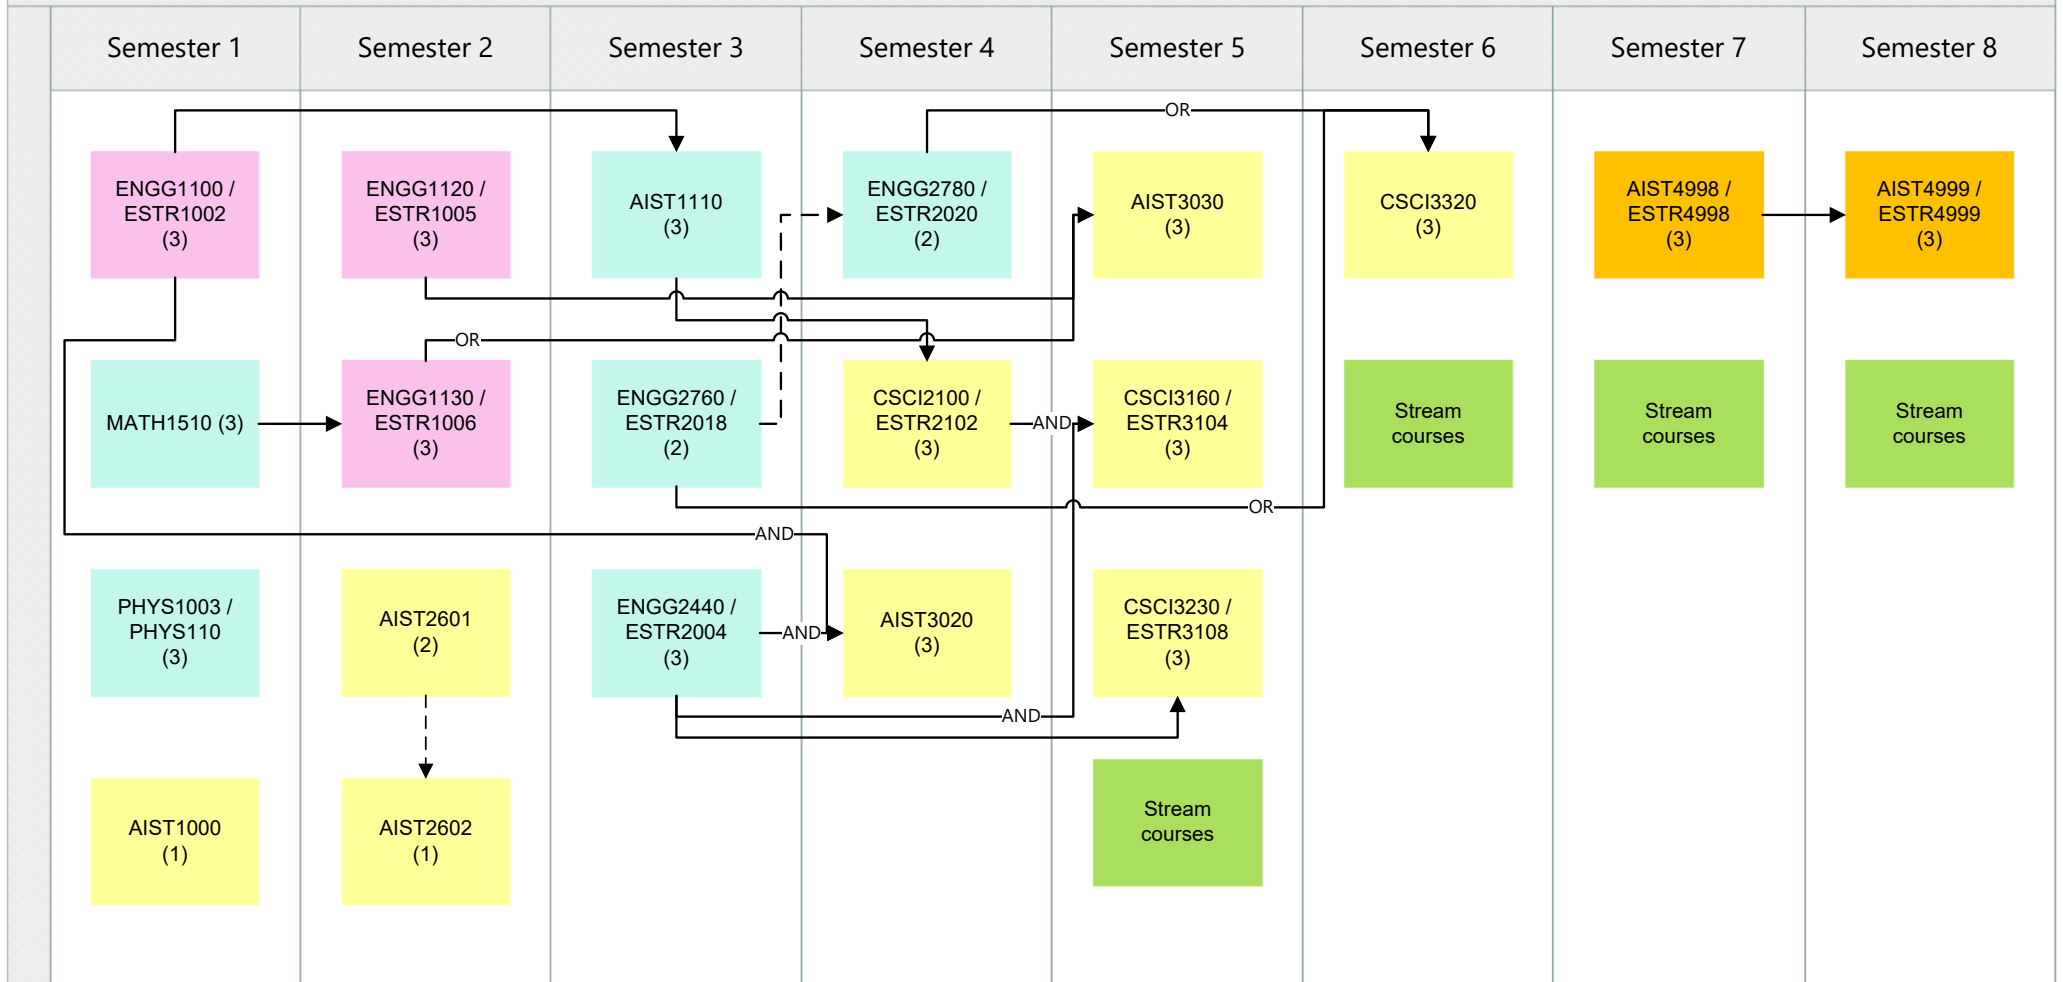 Semester 1
Semester 2
Semester 3
Semester 4
Semester 5
Semester 6
Semester 7
Semester 8
OR
ENGG1100 /
ESTR1002
(3)
ENGG1120 /
ESTR1005
(3)
AIST1110
(3)
ENGG2780 /
ESTR2020
(2)
AIST3030
(3)
CSCI3320
(3)
AIST4998 /
ESTR4998
(3)
AIST4999 /
ESTR4999
(3)
OR
MATH1510 (3)
ENGG1130 /
ESTR1006
(3)
ENGG2760 /
ESTR2018
(2)
CSCI2100 /
ESTR2102
(3)
AND
CSCI3160 /
ESTR3104
(3)
Stream
courses
Stream
courses
Stream
courses
OR
AND
PHYS1003 /
PHYS110
(3)
AIST2601
(2)
ENGG2440 /
ESTR2004
(3)
AND
AIST3020
(3)
CSCI3230 /
ESTR3108
(3)
AND
AIST1000
(1)
AIST2602
(1)
Stream
courses